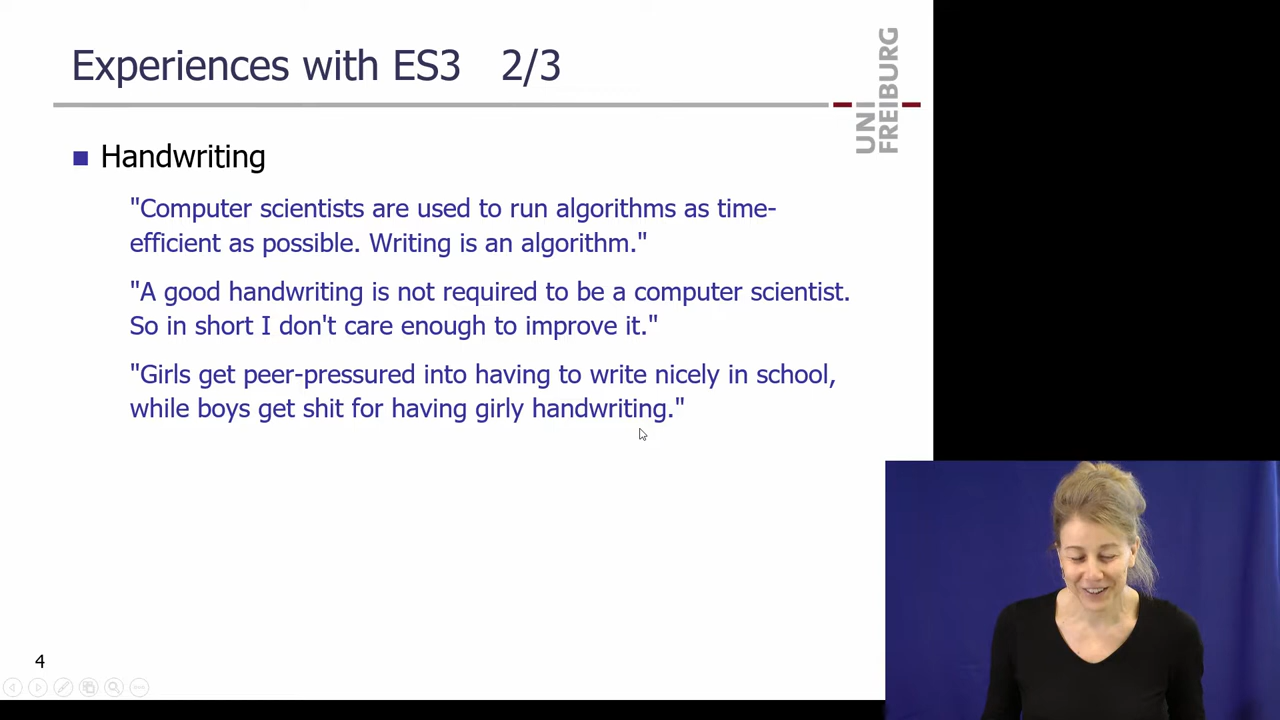 Experiences with ES3 2/3
UNI
FREIBURG
Handwriting
"Computer scientists are used to run algorithms as time-
efficient as possible. Writing is an algorithm."
"A good handwriting is not required to be a computer scientist.
So in short I don't care enough to improve it."
"Girls get peer-pressured into having to write nicely in school,
while boys get shit for having girly handwriting."
4